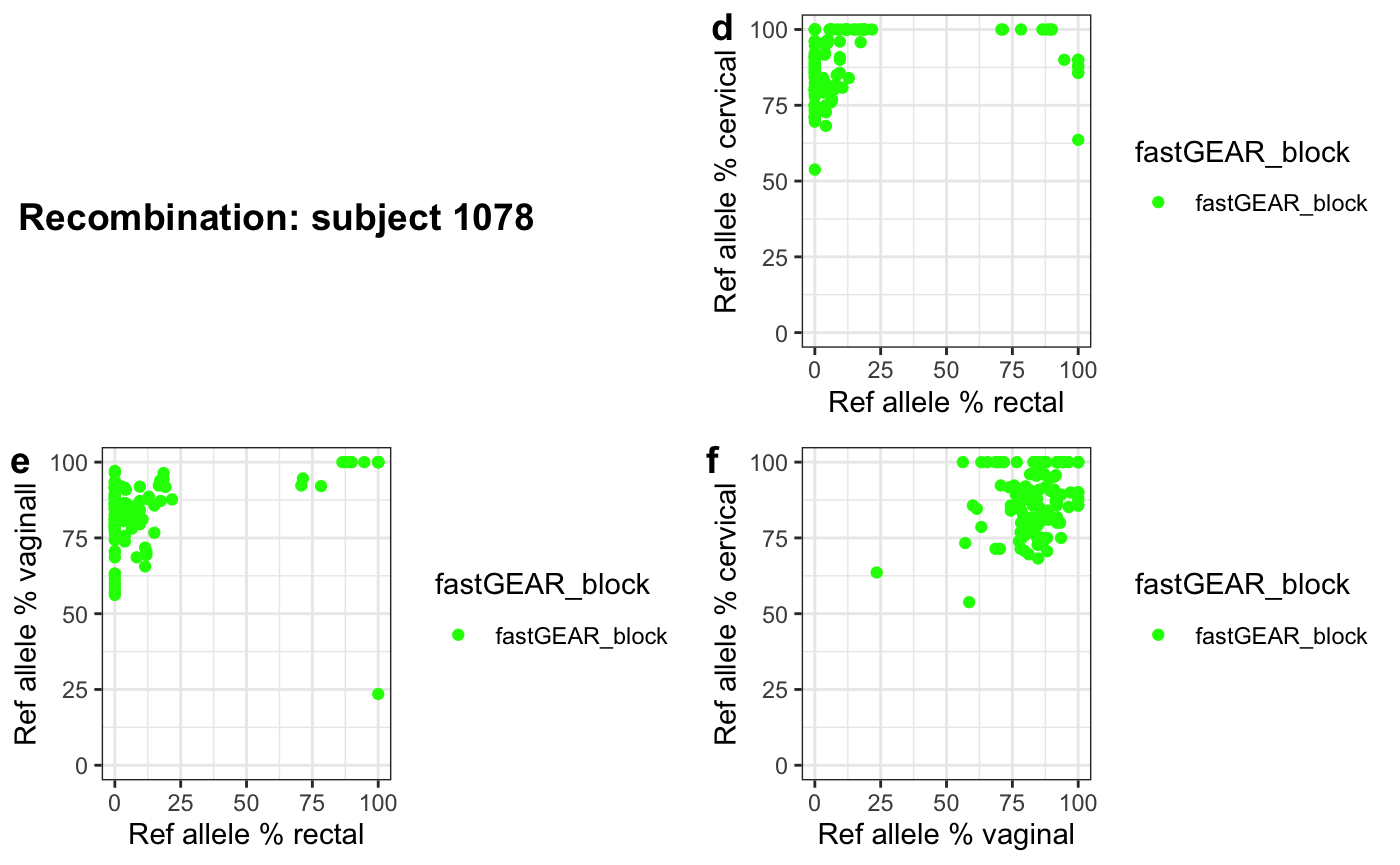 Recombination: subject 1078
d
Ref allele % cervical
100
75
50
25
0
0 25 50 75 100
Ref allele % rectal
fastGEAR_block
fastGEAR_block
e
Ref allele % vaginall
100
75
50
25
0
0 25 50 75 100
Ref allele % rectal
fastGEAR_block
fastGEAR_block
f
Ref allele % cervical
100
75
50
25
0
0 25 50 75 100
Ref allele % vaginal
fastGEAR_block
fastGEAR_block